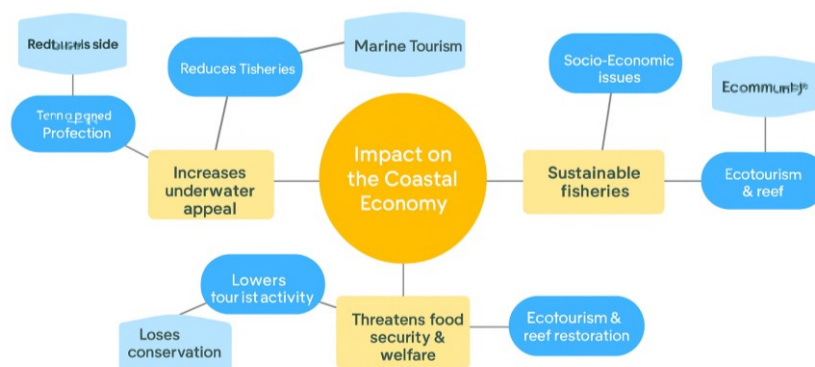 side
Reduces Tisheries
Marine Tourism
Socio-Economic
issues
Profection
Increases
underwater
appeal
Impact on
the Coastal
Economy
Sustainable
fisheries
Ecotourism
& reef
Lowers
tourist activity
Loses
conservation
Threatens food
security &
welfare
Ecotourism &
reef restoration